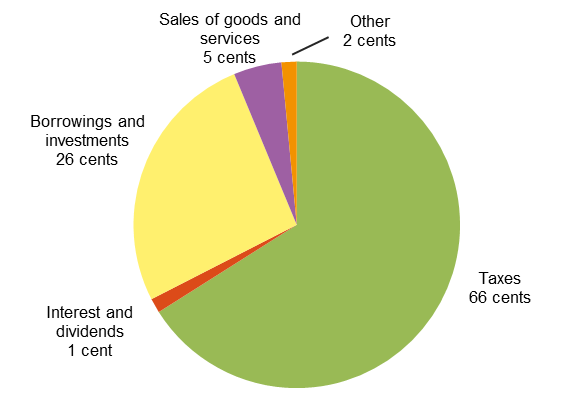 Sales of goods and
services
5 cents
Other
2 cents
Borrowings and
investments
26 cents
Taxes
66 cents
Interest and
dividends
1 cent